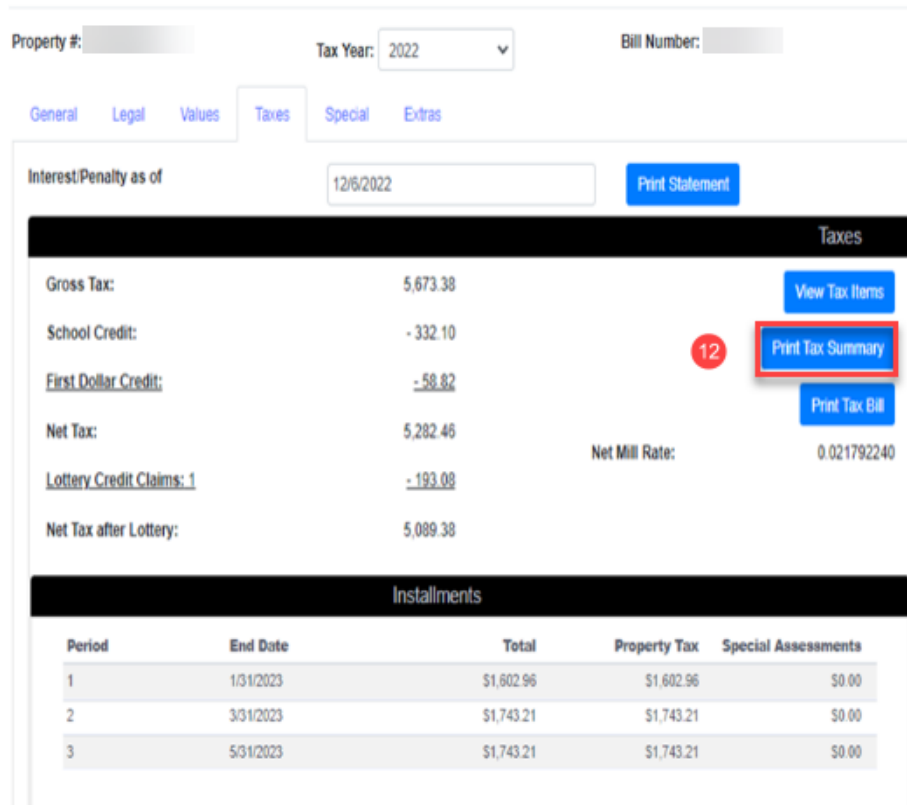 Property #: Tax Year: 2022 Bill Number:
General Legal Values Taxes Special Extras
Interest/Penalty as of 12/6/2022 Print Statement
Taxes
Gross Tax: 5,673.38 View Tax Items
School Credit: - 332.10 12 Print Tax Summary
First Dollar Credit: - 58.82 Print Tax Bill
Net Tax: 5,282.46 Net Mill Rate: 0.021792240
Lottery Credit Claims: 1 - 193.08
Net Tax after Lottery: 5,089.38
Installments
Period End Date Total Property Tax Special Assessments
1 1/31/2023 $1,602.96 $1,602.96 $0.00
2 3/31/2023 $1,743.21 $1,743.21 $0.00
3 5/31/2023 $1,743.21 $1,743.21 $0.00